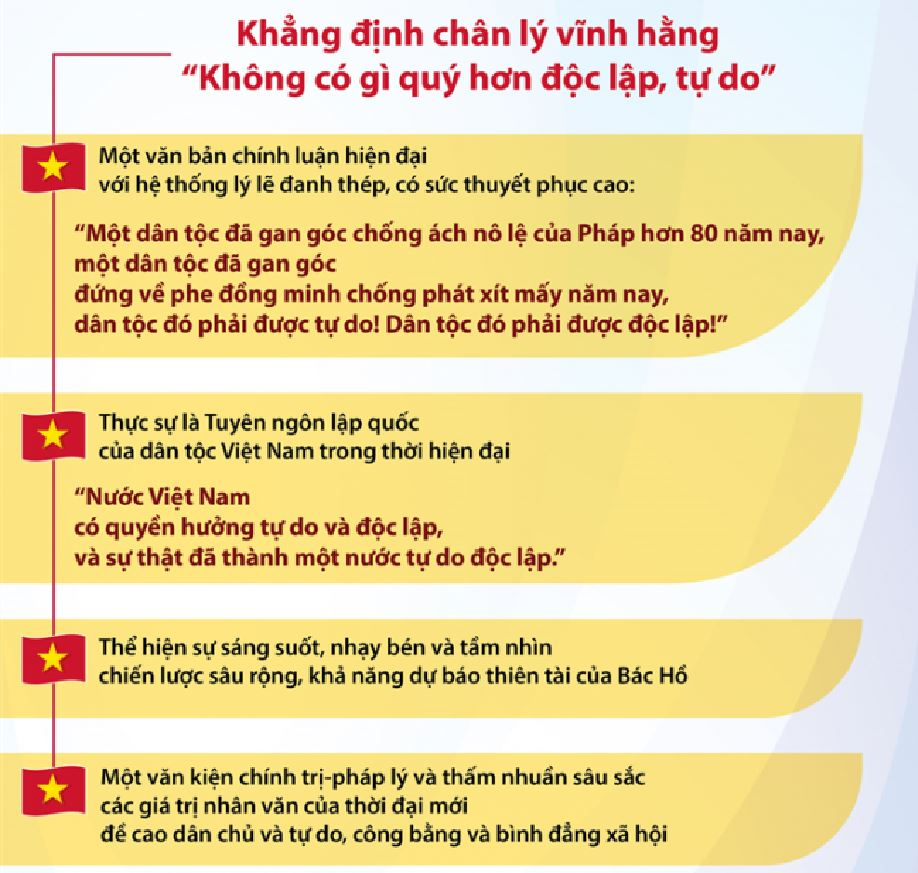 Khẳng định chân lý vĩnh hằng
“Không có gì quý hơn độc lập, tự do”
Một văn bản chính luận hiện đại
với hệ thống lý lẽ đanh thép, có sức thuyết phục cao:
“Một dân tộc đã gan góc chống ách nô lệ của Pháp hơn 80 năm nay,
một dân tộc đã gan góc
đứng về phe đồng minh chống phát xít mấy năm nay,
dân tộc đó phải được tự do! Dân tộc đó phải được độc lập!”
Thực sự là Tuyên ngôn lập quốc
của dân tộc Việt Nam trong thời hiện đại
“Nước Việt Nam
có quyền hưởng tự do và độc lập,
và sự thật đã thành một nước tự do độc lập.”
Thể hiện sự sáng suốt, nhạy bén và tầm nhìn
chiến lược sâu rộng, khả năng dự báo thiên tài của Bác Hồ
Một văn kiện chính trị-pháp lý và thấm nhuần sâu sắc
các giá trị nhân văn của thời đại mới
đề cao dân chủ và tự do, công bằng và bình đẳng xã hội